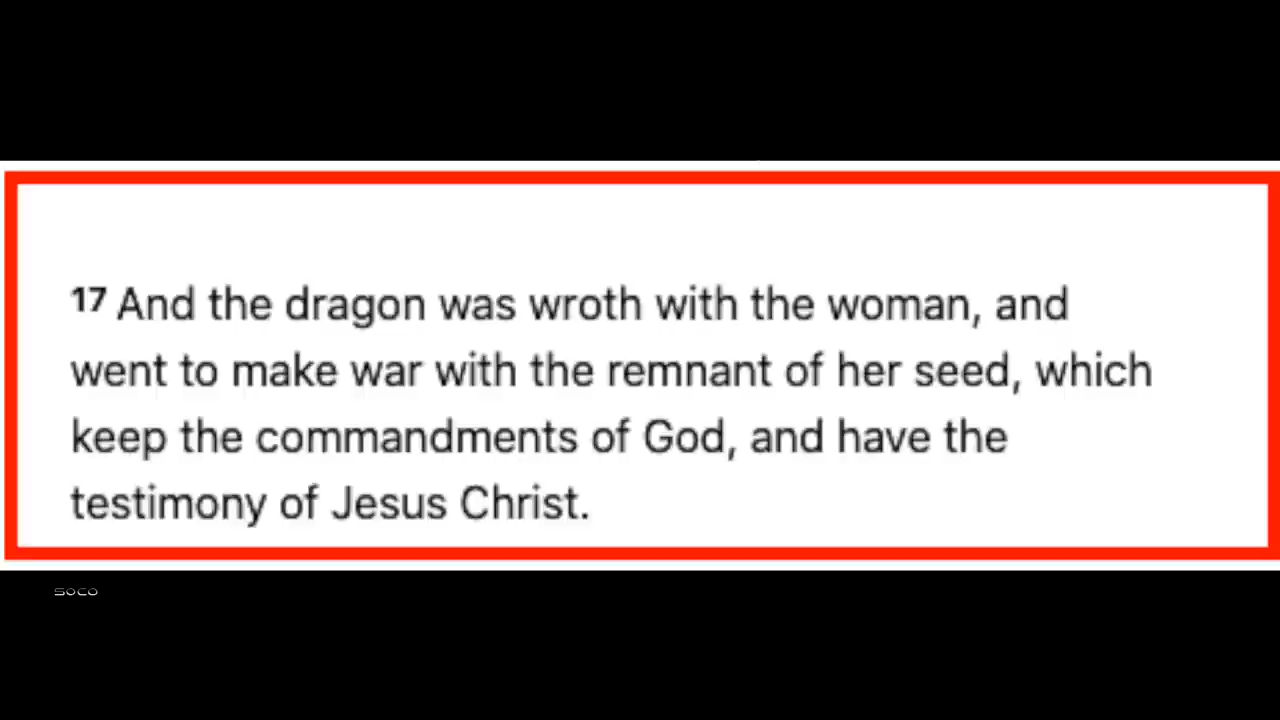 17 And the dragon was wroth with the woman, and
went to make war with the remnant of her seed, which
keep the commandments of God, and have the
testimony of Jesus Christ.
SOCO